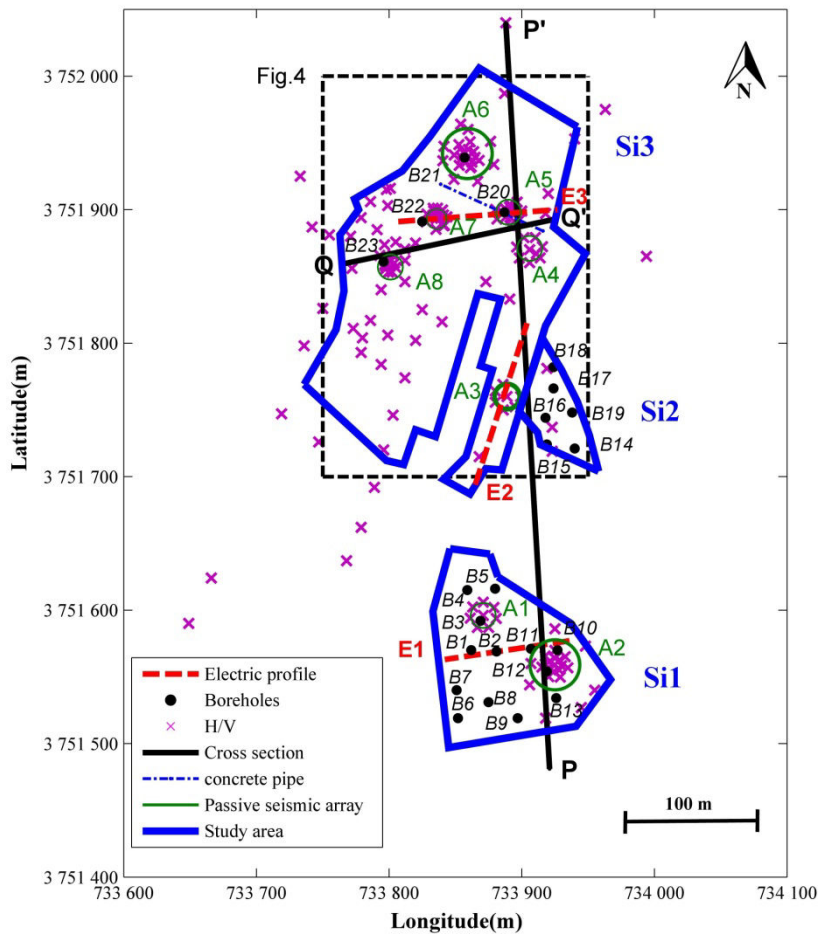 P'
3 752 000
Fig.4
N
A6
Si3
B21
A5
B20
E3
3 751 900
B22
Q'
A7
B23
Q
A8
A4
3 751 800
B18
B17
A3
B16
B19
Si2
B14
B15
3 751 700
E2
B5
B4
A1
3 751 600
B3
B10
B1
B2
B11
E1
A2
B12
B7
Si1
B8
B6
B13
B9
3 751 500
P
Electric profile
Boreholes
H/V
Cross section
concrete pipe
Passive seismic array
Study area
100 m
3 751 400
733 600
733 700
733 800
733 900
734 000
734 100
Longitude(m)
Latitude(m)